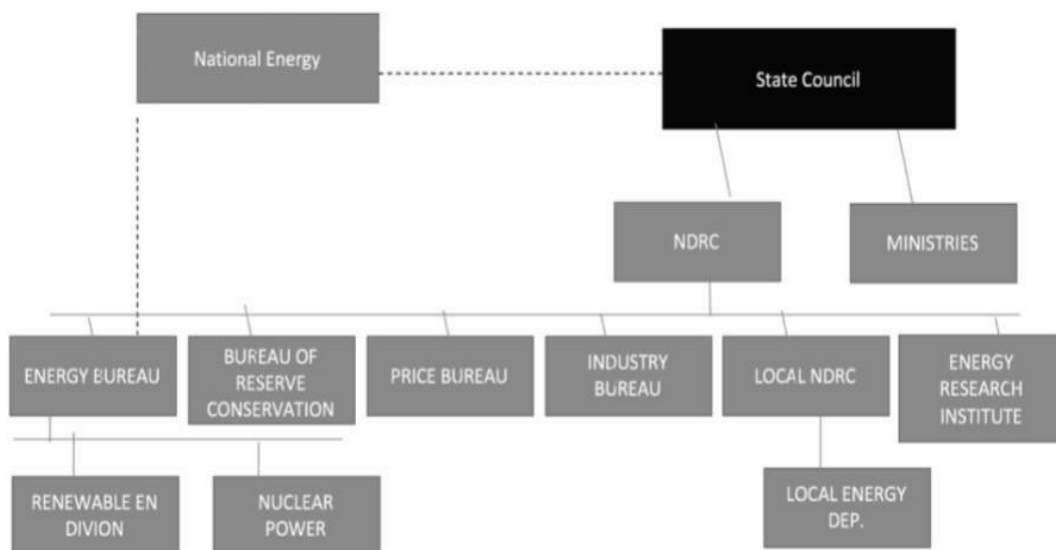 National Energy
State Council
NDRC
MINISTRIES
ENERGY BUREAU
BUREAU OF
RESERVE
CONSERVATION
PRICE BUREAU
INDUSTRY
BUREAU
LOCAL NDRC
ENERGY
RESEARCH
INSTITUTE
RENEWABLE EN
DIVION
NUCLEAR
POWER
LOCAL ENERGY
DEP.